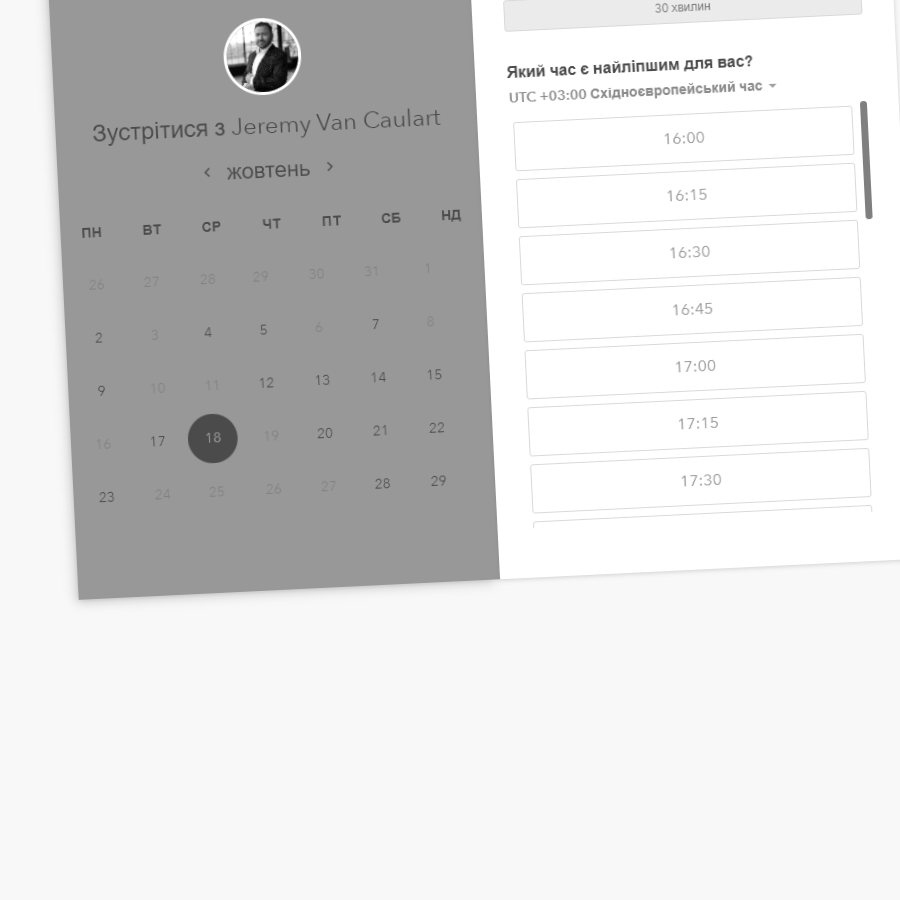 Зустрітися з Jeremy Van Caulart
‹ жовтень ›
ПН ВТ СР ЧТ ПТ СБ НД
26 27 28 29 30 31 1
2 3 4 5 6 7 8
9 10 11 12 13 14 15
16 17 18 19 20 21 22
23 24 25 26 27 28 29
30 хвилин
Який час є найліпшим для вас?
UTC +03:00 Східноєвропейський час
16:00
16:15
16:30
16:45
17:00
17:15
17:30